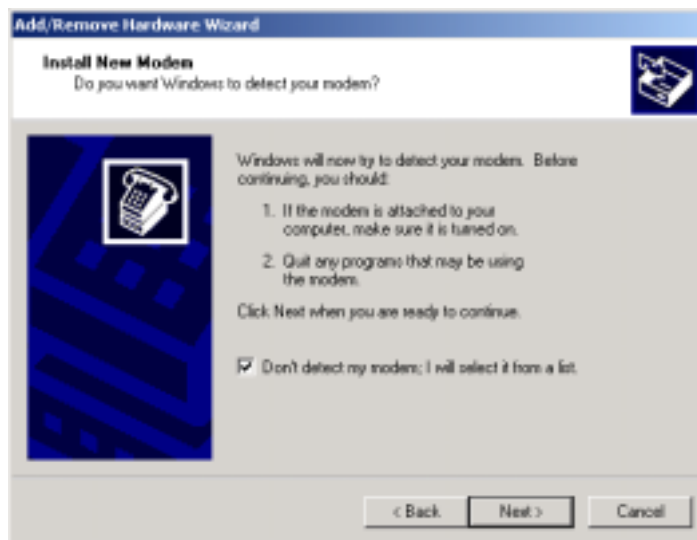 Add/Remove Hardware Wizard
Install New Modem
Do you want Windows to detect your modem?
Windows will now try to detect your modem. Before
continuing, you should:
1. If the modem is attached to your
computer, make sure it is turned on.
2. Quit any programs that may be using
the modem.
Click Next when you are ready to continue.
Don't detect my modem; I will select it from a list.
< Back
Next >
Cancel